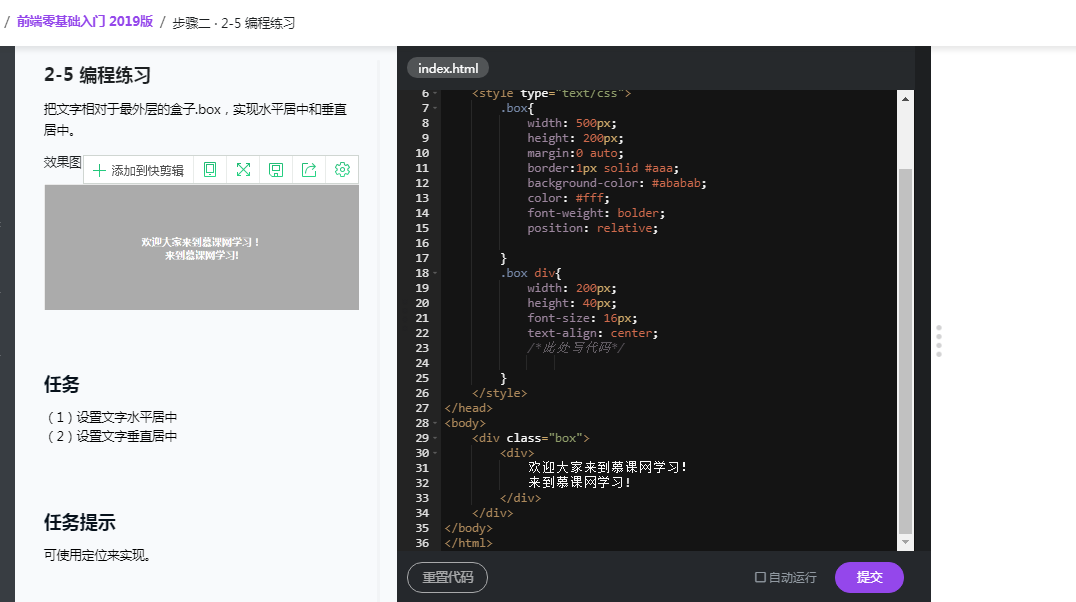 / 前端零基础入门 2019版 / 步骤二 · 2-5 编程练习
2-5 编程练习
把文字相对于最外层的盒子.box，实现水平居中和垂直
居中。
效果图
添加到快剪辑
欢迎大家来到慕课网学习！
来到慕课网学习!
任务
（1）设置文字水平居中
（2）设置文字垂直居中
任务提示
可使用定位来实现。
index.html
6 <style type="text/css">
7 .box{
8 width: 500px;
9 height: 200px;
10 margin:0 auto;
11 border:1px solid #aaa;
12 background-color: #ababab;
13 color: #fff;
14 font-weight: bolder;
15 position: relative;
16
17 }
18 .box div{
19 width: 200px;
20 height: 40px;
21 font-size: 16px;
22 text-align: center;
23 /*此处写代码*/
24
25 }
26 </style>
27 </head>
28 <body>
29 <div class="box">
30 <div>
31 欢迎大家来到慕课网学习！
32 来到慕课网学习!
33 </div>
34 </div>
35 </body>
36 </html>
重置代码
自动运行
提交